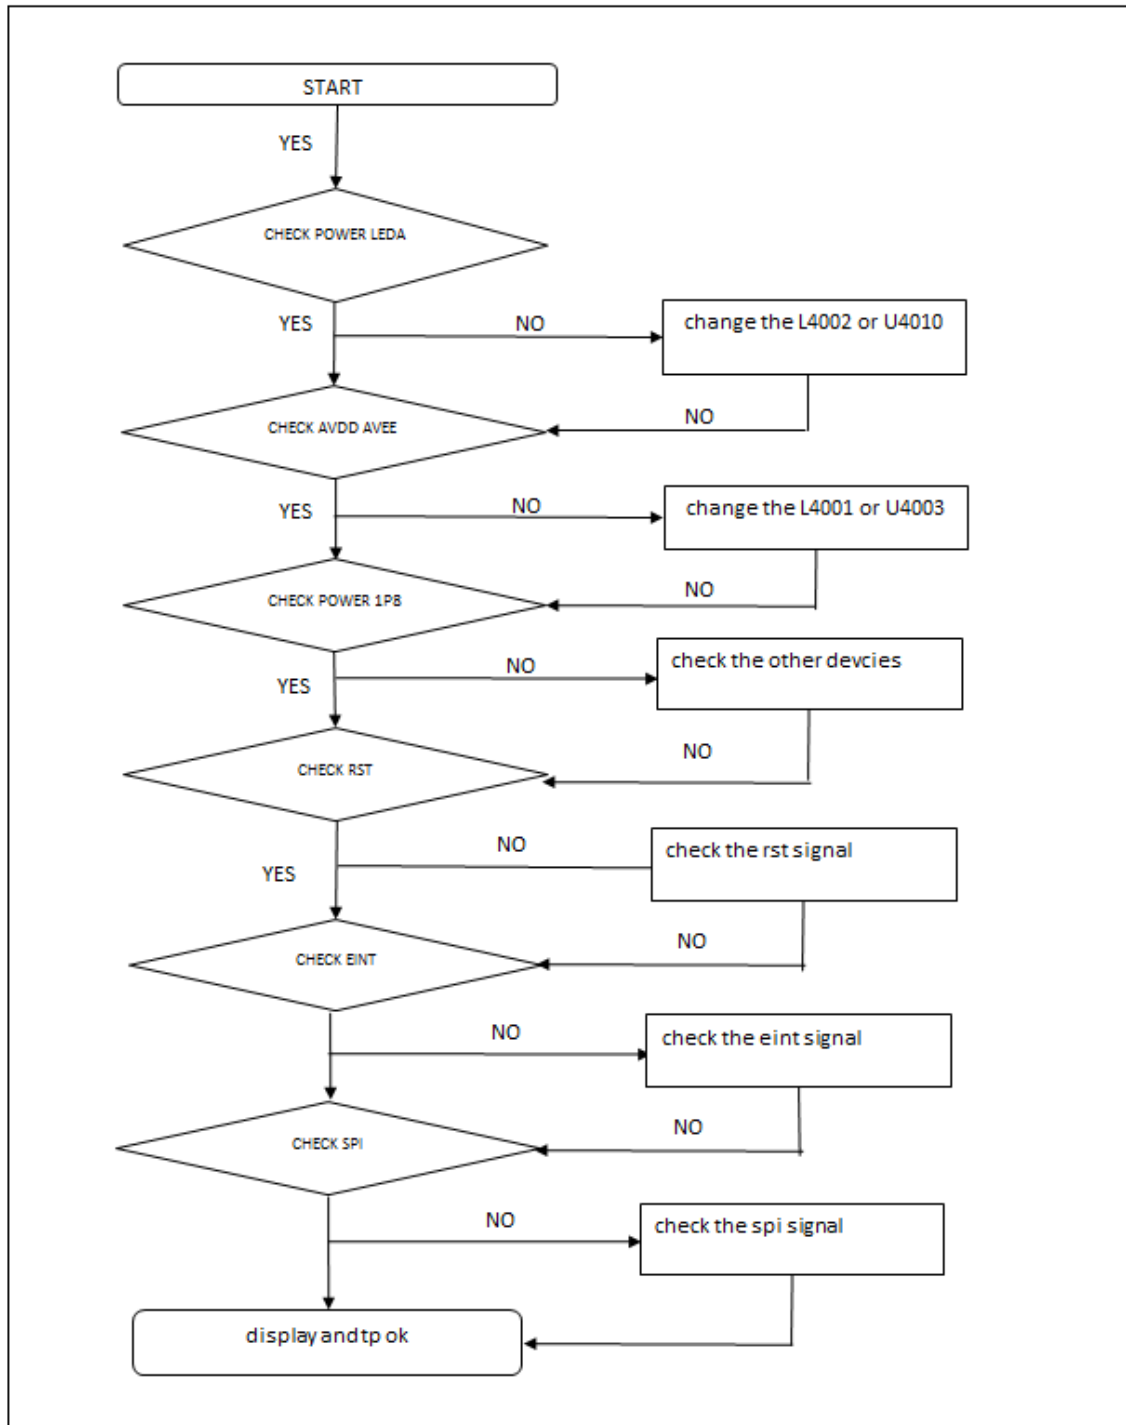 START
YES
CHECK POWER LEDA
YES
NO
change the L4002 or U4010
NO
CHECK AVDD AVEE
YES
NO
change the L4001 or U4003
NO
CHECK POWER 1P8
NO
check the other devcies
YES
NO
CHECK RST
NO
check the rst signal
YES
NO
CHECK EINT
NO
check the eint signal
NO
CHECK SPI
NO
check the spi signal
display and tp ok